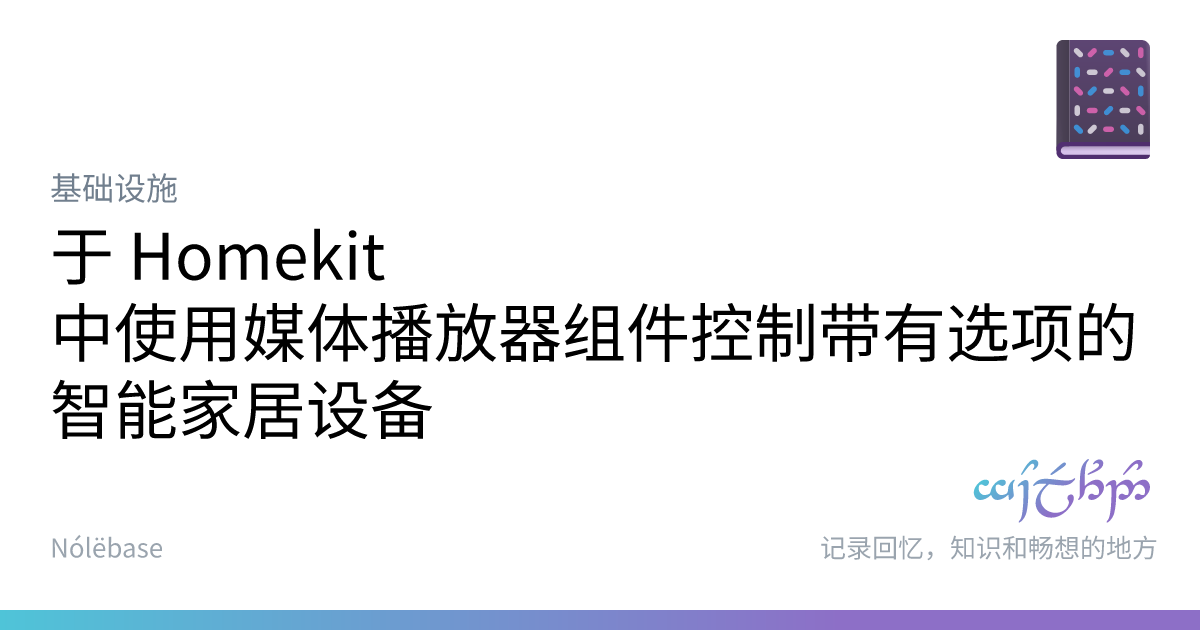 基础设施
于 Homekit
中使用媒体播放器组件控制带有选项的
智能家居设备
Nólëbase
记录回忆，知识和畅想的地方